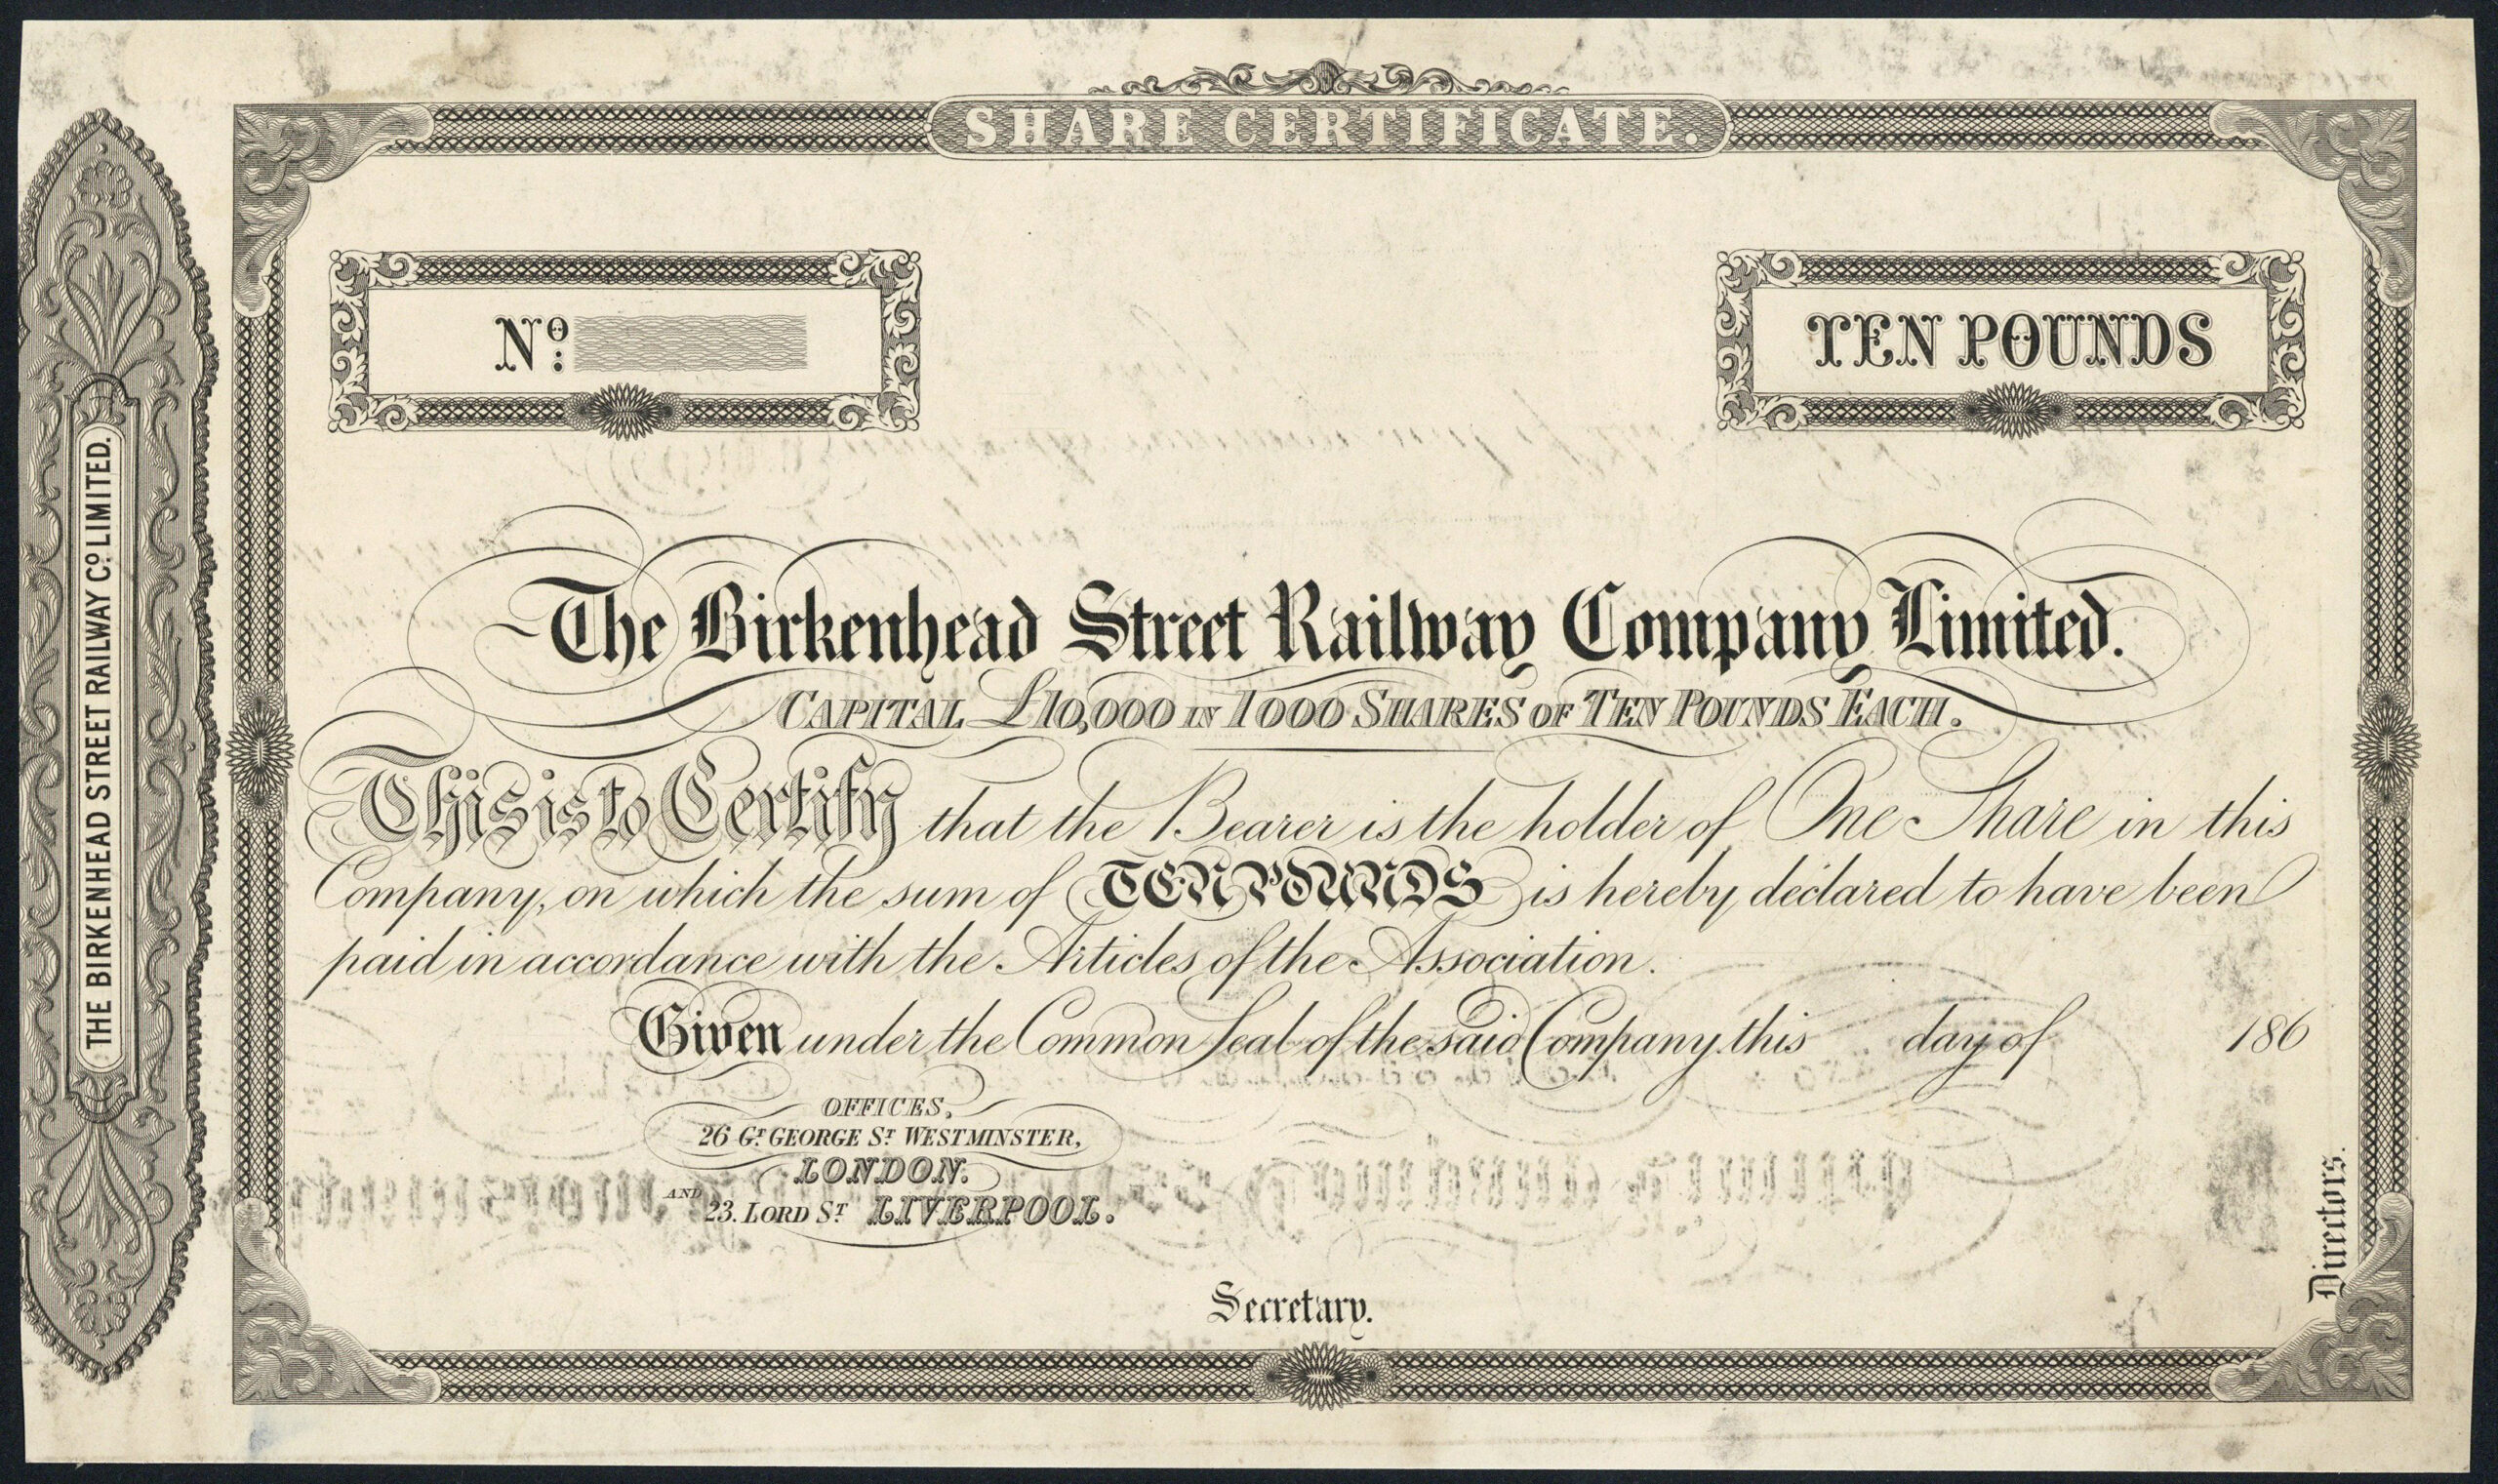 SHARE CERTIFICATE.
Nº:
TEN POUNDS
THE BIRKENHEAD STREET RAILWAY Cº LIMITED.
The Birkenhead Street Railway Company Limited.
CAPITAL £10,000 IN 1000 SHARES OF TEN POUNDS EACH.
This is to Certify that the Bearer is the holder of One Share in this
Company, on which the sum of TEN POUNDS is hereby declared to have been
paid in accordance with the Articles of the Association.
Given under the Common Seal of the said Company this day of 186
OFFICES,
26 Gᵀ GEORGE Sᵀ WESTMINSTER,
LONDON.
AND 23. LORD Sᵀ LIVERPOOL.
Directors.
Secretary.